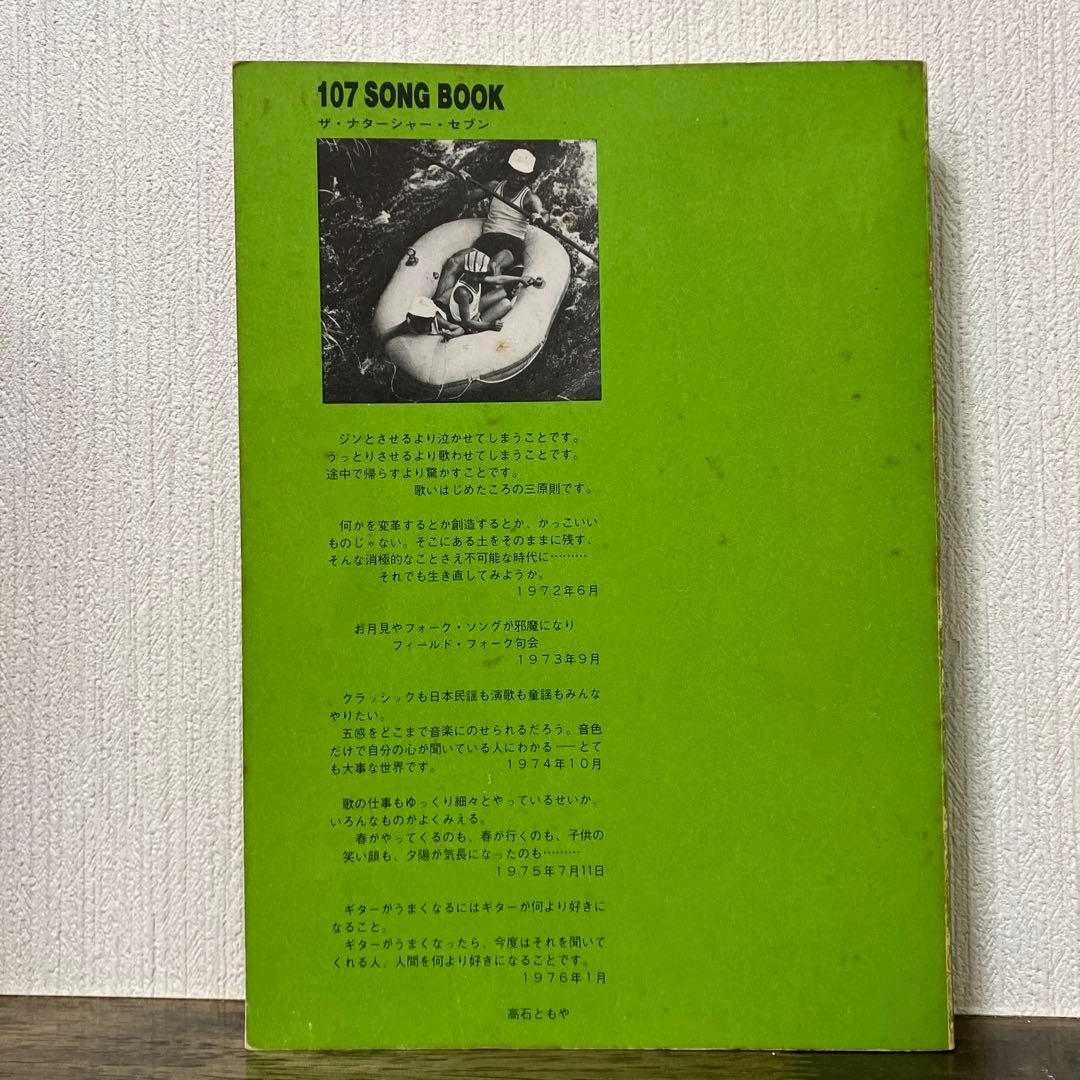 107 SONG BOOK
ザ・ナターシャー・セブン
ジンとさせるより泣かせてしまうことです。
うっとりさせるより歌わせてしまうことです。
途中で帰らすより驚かすことです。
歌いはじめたころの三原則です。
何かを変革するとか創造するとか、かっこいい
ものじゃない。そこにある土をそのままに残す、
そんな消極的なことさえ不可能な時代に………
それでも生き直してみようか。
1972年6月
お月見やフォーク・ソングが邪魔になり
フィールド・フォーク句会
1973年9月
クラッシックも日本民謡も演歌も童謡もみんな
やりたい。
五感をどこまで音楽にのせられるだろう。音色
だけで自分の心が聞いている人にわかる──とて
も大事な世界です。 1974年10月
歌の仕事もゆっくり細々とやっているせいか、
いろんなものがよくみえる。
春がやってくるのも、春が行くのも、子供の
笑い顔も、夕陽が気長になったのも………
1975年7月11日
ギターがうまくなるにはギターが何より好きに
なること。
ギターがうまくなったら、今度はそれを聞いて
くれる人、人間を何より好きになることです。
1976年1月
高石ともや